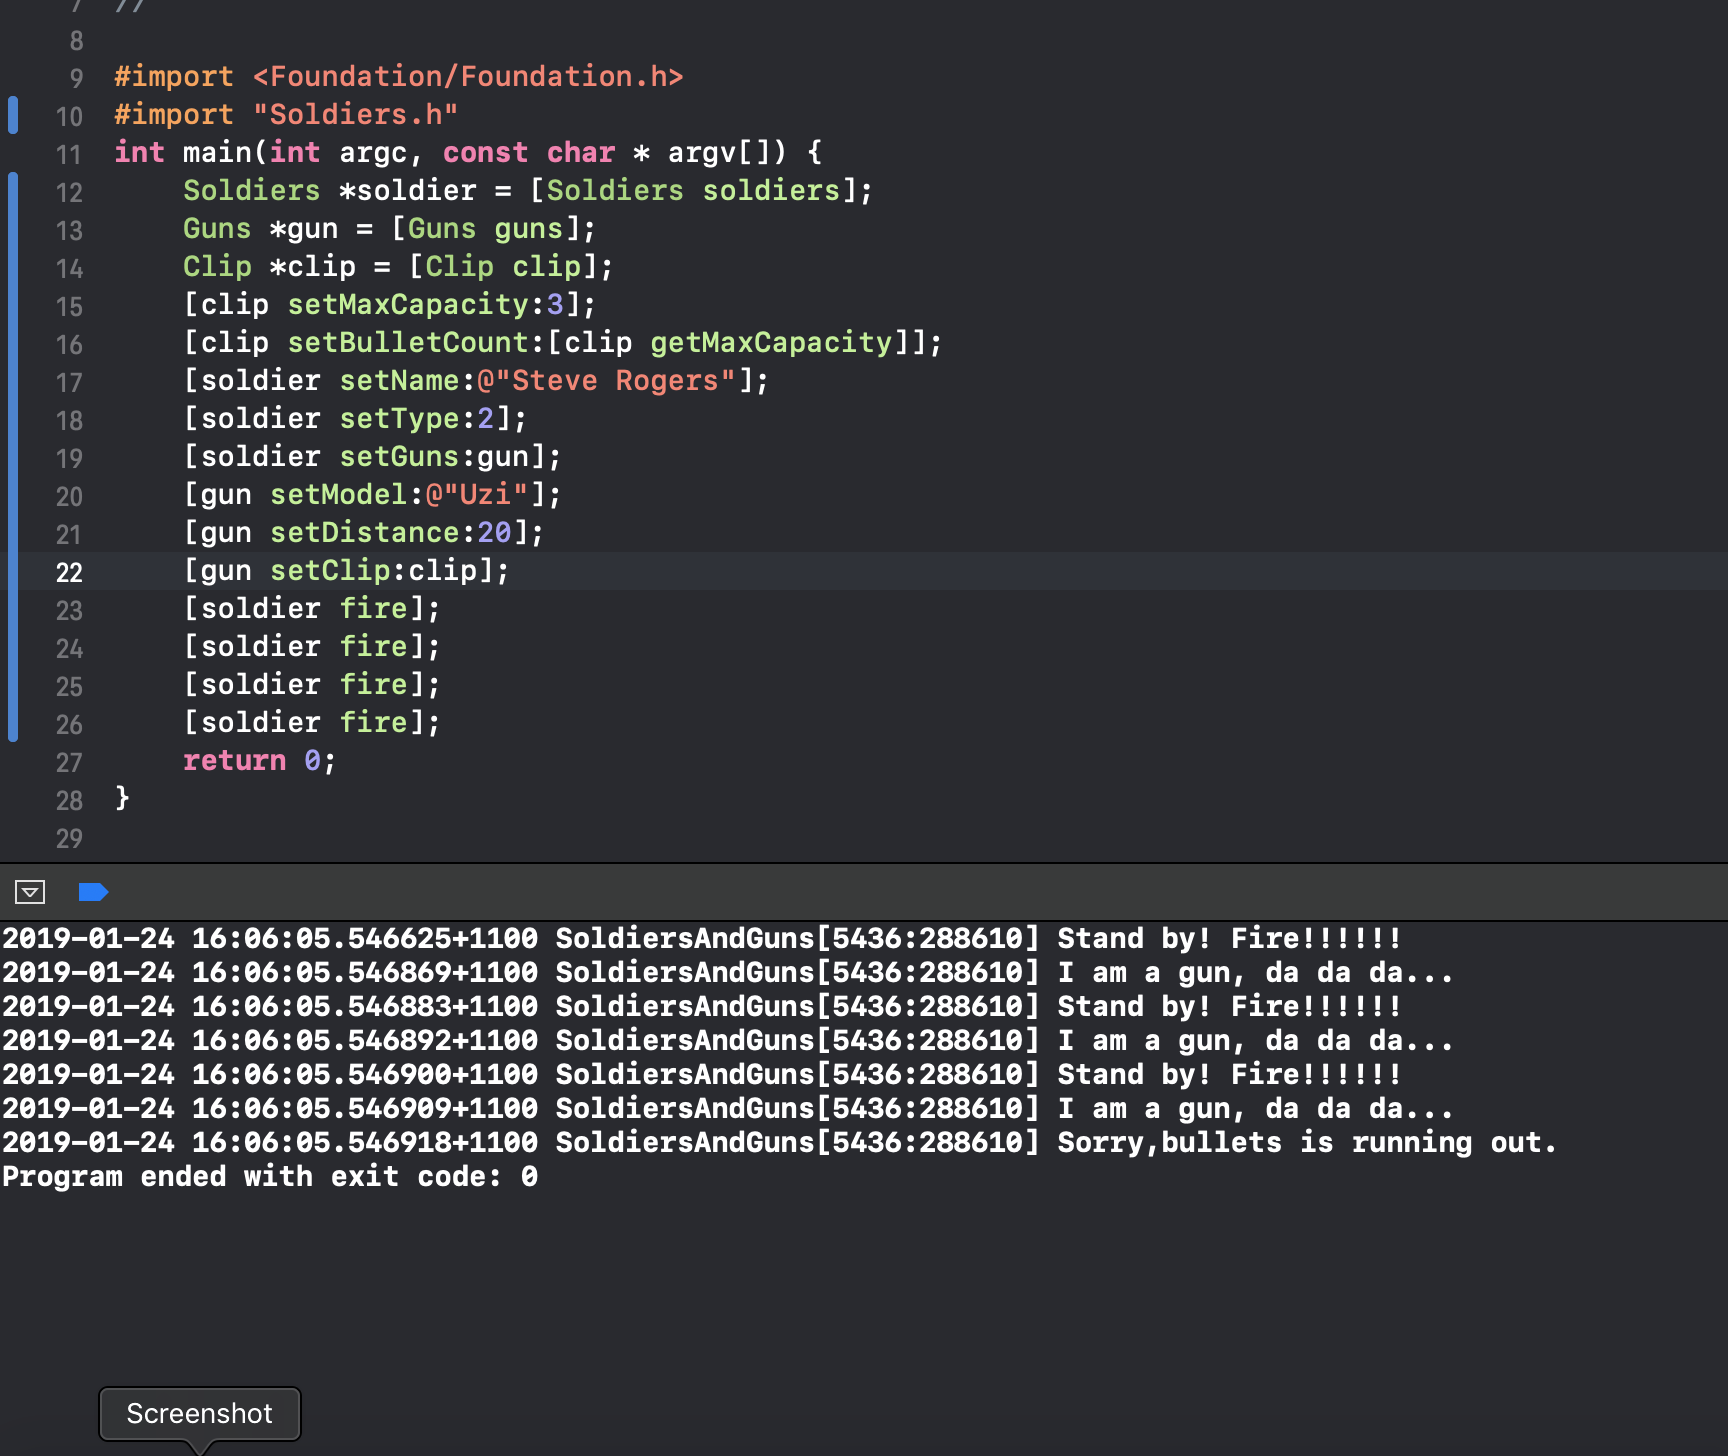 7 //
8
9 #import <Foundation/Foundation.h>
10 #import "Soldiers.h"
11 int main(int argc, const char * argv[]) {
12     Soldiers *soldier = [Soldiers soldiers];
13     Guns *gun = [Guns guns];
14     Clip *clip = [Clip clip];
15     [clip setMaxCapacity:3];
16     [clip setBulletCount:[clip getMaxCapacity]];
17     [soldier setName:@"Steve Rogers"];
18     [soldier setType:2];
19     [soldier setGuns:gun];
20     [gun setModel:@"Uzi"];
21     [gun setDistance:20];
22     [gun setClip:clip];
23     [soldier fire];
24     [soldier fire];
25     [soldier fire];
26     [soldier fire];
27     return 0;
28 }
29
2019-01-24 16:06:05.546625+1100 SoldiersAndGuns[5436:288610] Stand by! Fire!!!!!!
2019-01-24 16:06:05.546869+1100 SoldiersAndGuns[5436:288610] I am a gun, da da da...
2019-01-24 16:06:05.546883+1100 SoldiersAndGuns[5436:288610] Stand by! Fire!!!!!!
2019-01-24 16:06:05.546892+1100 SoldiersAndGuns[5436:288610] I am a gun, da da da...
2019-01-24 16:06:05.546900+1100 SoldiersAndGuns[5436:288610] Stand by! Fire!!!!!!
2019-01-24 16:06:05.546909+1100 SoldiersAndGuns[5436:288610] I am a gun, da da da...
2019-01-24 16:06:05.546918+1100 SoldiersAndGuns[5436:288610] Sorry,bullets is running out.
Program ended with exit code: 0
Screenshot